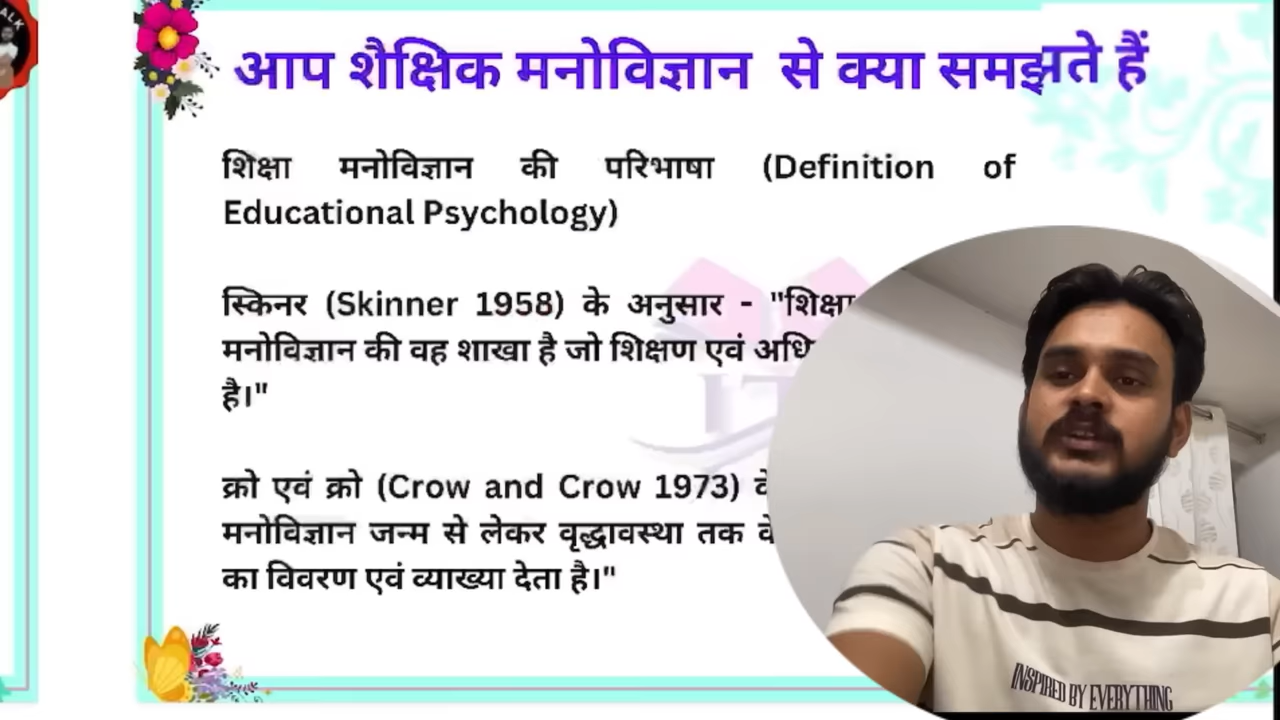 आप शैक्षिक मनोविज्ञान से क्या समझते हैं
शिक्षा मनोविज्ञान की परिभाषा (Definition of
Educational Psychology)
स्किनर (Skinner 1958) के अनुसार - "शिक्षा
मनोविज्ञान की वह शाखा है जो शिक्षण एवं
है।"
क्रो एवं क्रो (Crow and Crow 1973)
मनोविज्ञान जन्म से लेकर वृद्धावस्था तक
का विवरण एवं व्याख्या देता है।"
INSPIRED BY EVERYTHING